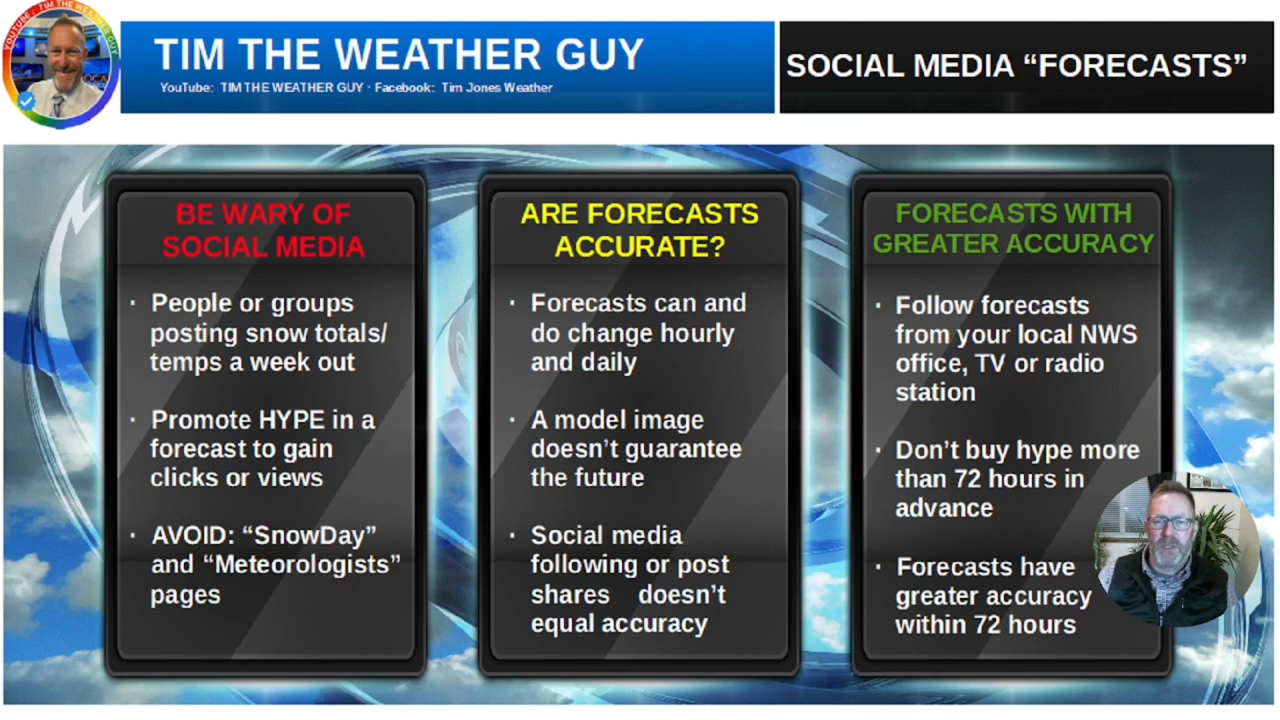 YOUTUBE: TIM THE WEATHER GUY
TIM THE WEATHER GUY
YouTube: TIM THE WEATHER GUY · Facebook: Tim Jones Weather
SOCIAL MEDIA “FORECASTS”
BE WARY OF
SOCIAL MEDIA
· People or groups
posting snow totals/
temps a week out
· Promote HYPE in a
forecast to gain
clicks or views
· AVOID: “SnowDay”
and “Meteorologists”
pages
ARE FORECASTS
ACCURATE?
· Forecasts can and
do change hourly
and daily
· A model image
doesn’t guarantee
the future
· Social media
following or post
shares doesn’t
equal accuracy
FORECASTS WITH
GREATER ACCURACY
· Follow forecasts
from your local NWS
office, TV or radio
station
· Don’t buy hype more
than 72 hours in
advance
· Forecasts have
greater accuracy
within 72 hours